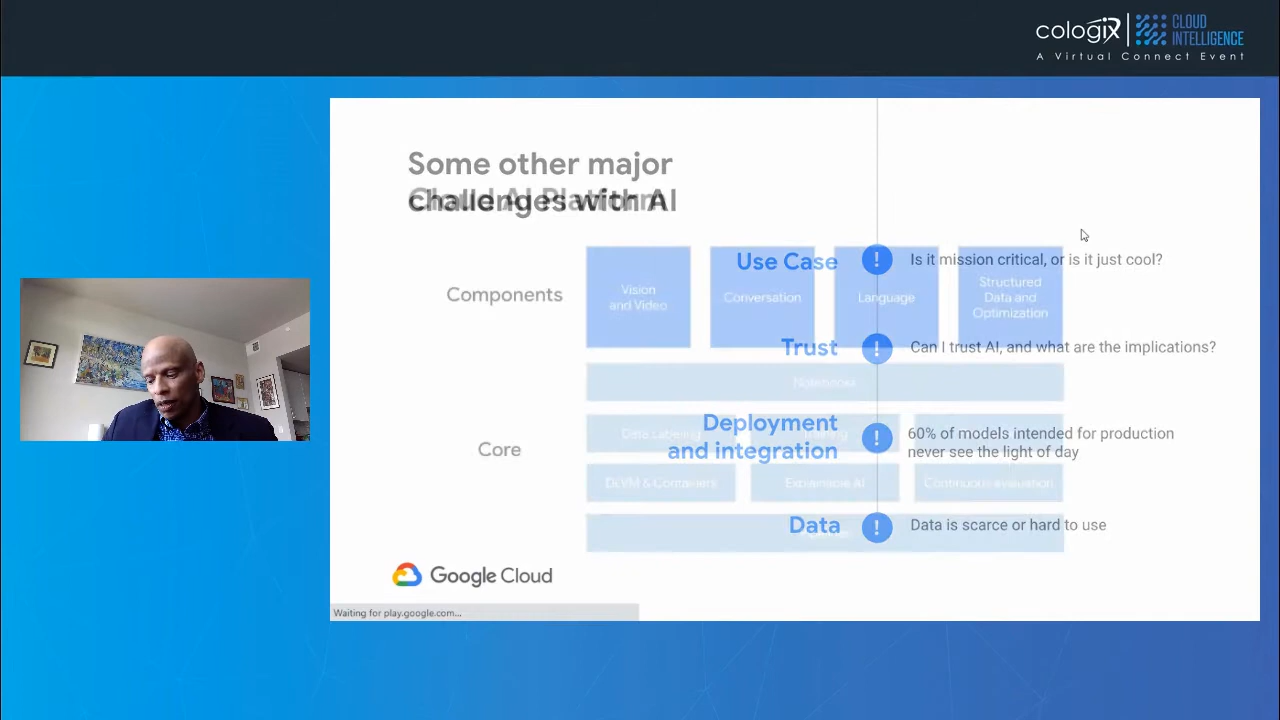 cologix
CLOUD
INTELLIGENCE
A Virtual Connect Event
Some other major
challenges with AI
Cloud AI Platform
Components
Vision
and Video
Conversation
Language
Structured
Data and
Optimization
Use Case
!
Is it mission critical, or is it just cool?
Trust
!
Can I trust AI, and what are the implications?
Notebooks
Core
Data Labeling
Training
Deployment
and integration
!
60% of models intended for production
never see the light of day
DLVM & Containers
Explainable AI
Continuous evaluation
Data
!
Data is scarce or hard to use
Google Cloud
Waiting for play.google.com...